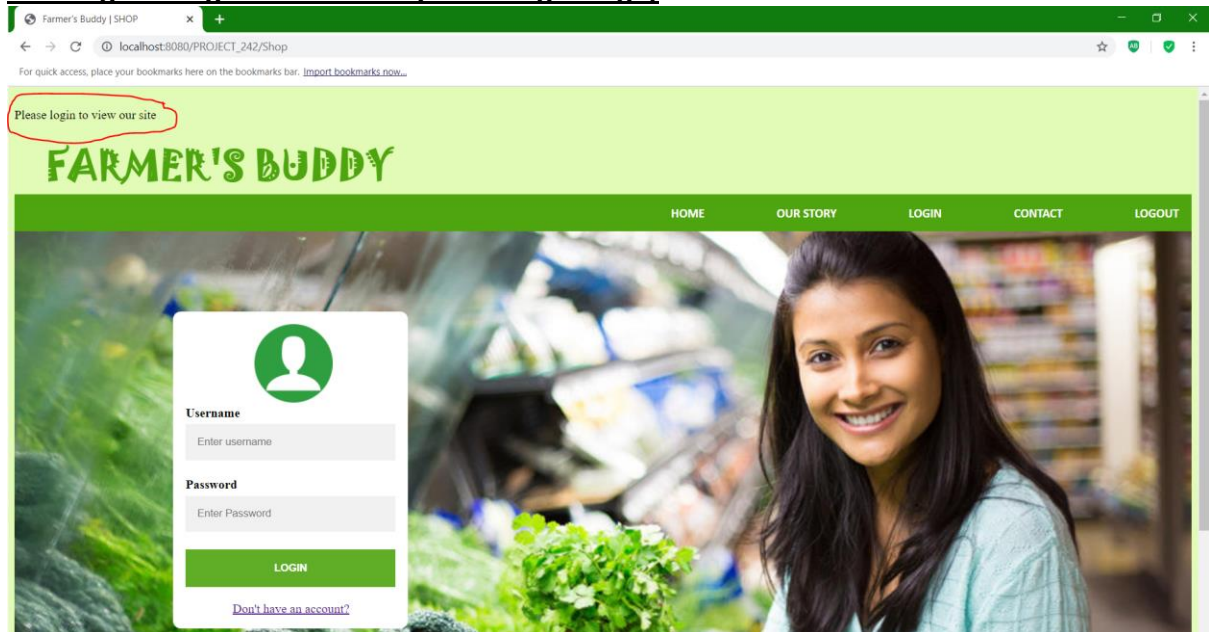 Farmer's Buddy | SHOP
localhost:8080/PROJECT_242/Shop
For quick access, place your bookmarks here on the bookmarks bar. Import bookmarks now...
Please login to view our site
FARMER'S BUDDY
HOME OUR STORY LOGIN CONTACT LOGOUT
Username
Enter username
Password
Enter Password
LOGIN
Don't have an account?